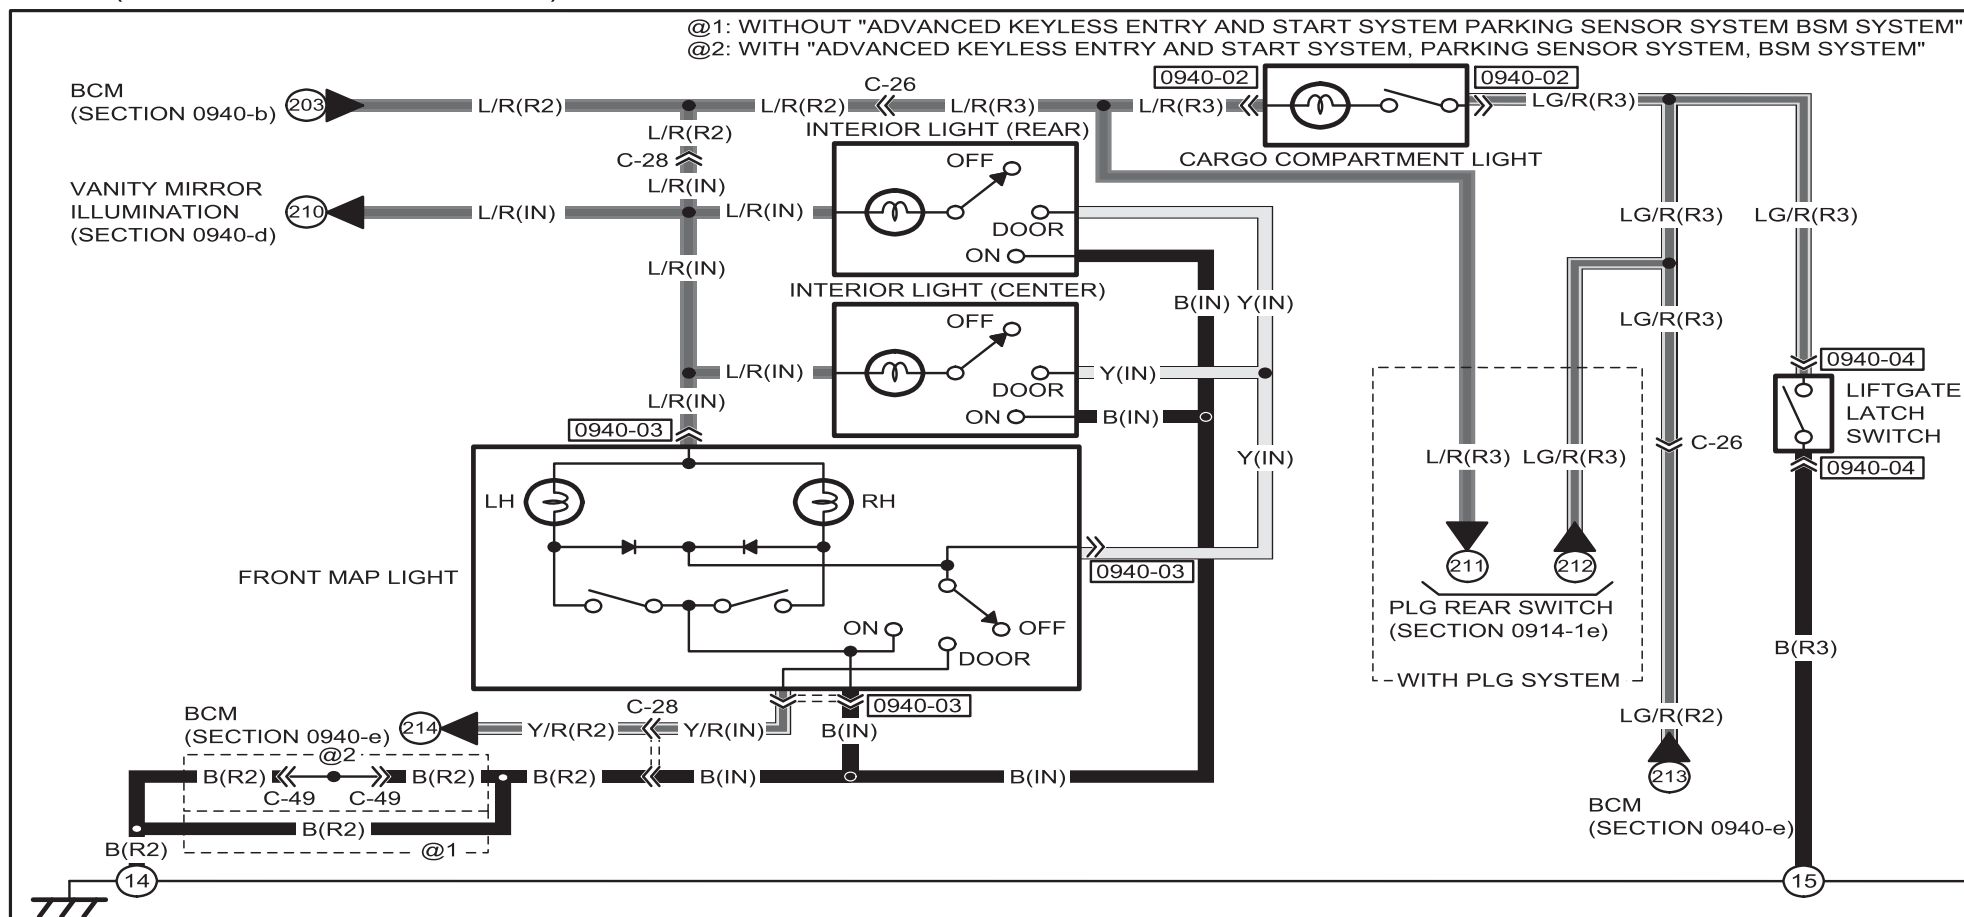 @1: WITHOUT "ADVANCED KEYLESS ENTRY AND START SYSTEM PARKING SENSOR SYSTEM BSM SYSTEM"
@2: WITH "ADVANCED KEYLESS ENTRY AND START SYSTEM, PARKING SENSOR SYSTEM, BSM SYSTEM"
BCM
(SECTION 0940-b)
203
L/R(R2)
L/R(R2)
C-26
L/R(R3)
L/R(R3)
0940-02
0940-02
LG/R(R3)
CARGO COMPARTMENT LIGHT
L/R(R2)
C-28
L/R(IN)
INTERIOR LIGHT (REAR)
OFF
DOOR
ON
VANITY MIRROR
ILLUMINATION
(SECTION 0940-d)
210
L/R(IN)
L/R(IN)
LG/R(R3)
LG/R(R3)
L/R(IN)
INTERIOR LIGHT (CENTER)
B(IN)
Y(IN)
LG/R(R3)
OFF
DOOR
ON
L/R(IN)
Y(IN)
B(IN)
L/R(IN)
0940-03
0940-04
LIFTGATE
LATCH
SWITCH
0940-04
C-26
Y(IN)
L/R(R3)
LG/R(R3)
LH
RH
FRONT MAP LIGHT
0940-03
211
212
PLG REAR SWITCH
(SECTION 0914-1e)
WITH PLG SYSTEM
ON
OFF
DOOR
B(R3)
0940-03
LG/R(R2)
BCM
(SECTION 0940-e)
214
Y/R(R2)
C-28
Y/R(IN)
B(IN)
@2
B(R2)
C-49
C-49
B(R2)
B(R2)
B(IN)
B(IN)
213
BCM
(SECTION 0940-e)
B(R2)
@1
B(R2)
14
15